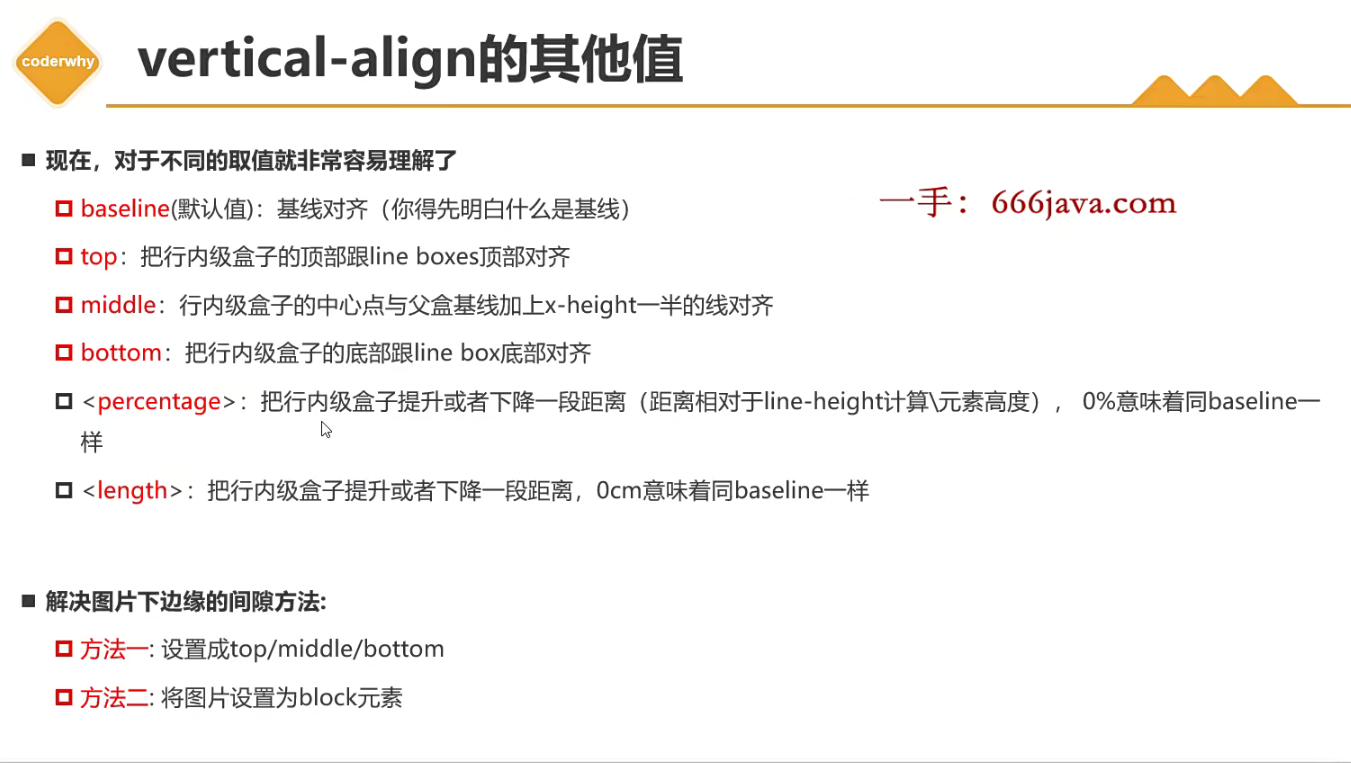 coderwhy
vertical-align的其他值
现在，对于不同的取值就非常容易理解了
baseline(默认值)：基线对齐（你得先明白什么是基线）
一手：666java.com
top：把行内级盒子的顶部跟line boxes顶部对齐
middle：行内级盒子的中心点与父盒基线加上x-height一半的线对齐
bottom：把行内级盒子的底部跟line box底部对齐
<percentage>：把行内级盒子提升或者下降一段距离（距离相对于line-height计算\元素高度）， 0%意味着同baseline一
样
<length>：把行内级盒子提升或者下降一段距离，0cm意味着同baseline一样
解决图片下边缘的间隙方法:
方法一: 设置成top/middle/bottom
方法二: 将图片设置为block元素